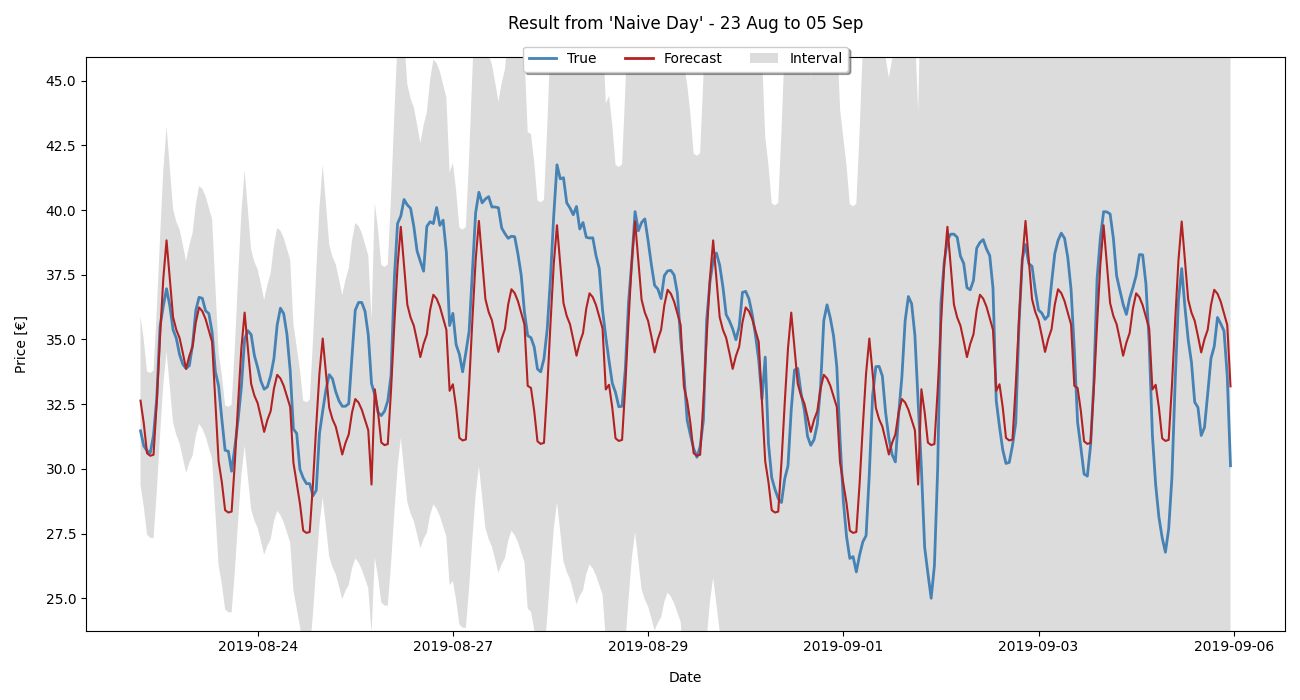 Result from 'Naive Day' - 23 Aug to 05 Sep
True Forecast Interval
45.0
42.5
40.0
37.5
35.0
32.5
30.0
27.5
25.0
Price [€]
2019-08-24 2019-08-27 2019-08-29 2019-09-01 2019-09-03 2019-09-06
Date